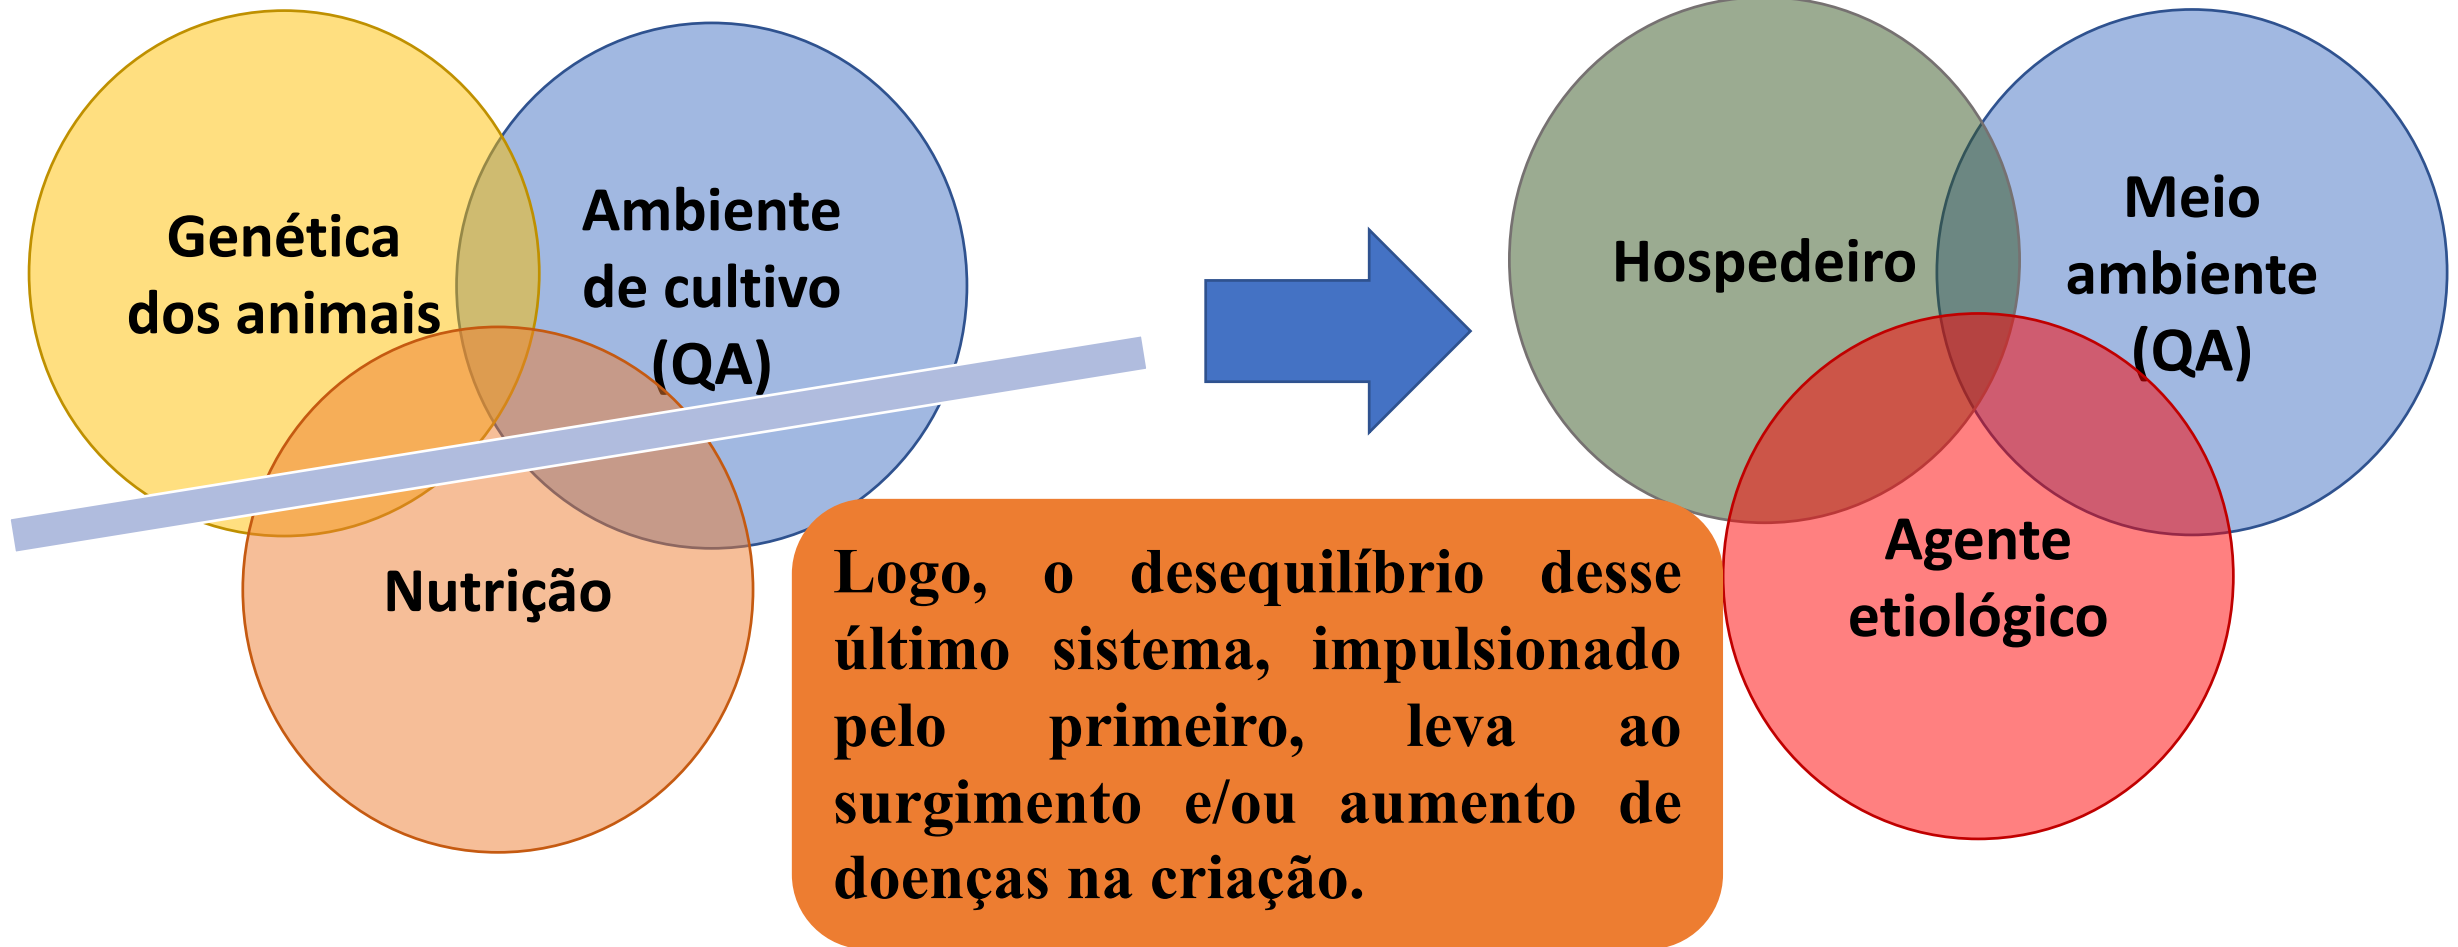 Genética
dos animais
Ambiente
de cultivo
(QA)
Nutrição
Hospedeiro
Meio
ambiente
(QA)
Agente
etiológico
Logo, o desequilíbrio desse
último sistema, impulsionado
pelo primeiro, leva ao
surgimento e/ou aumento de
doenças na criação.